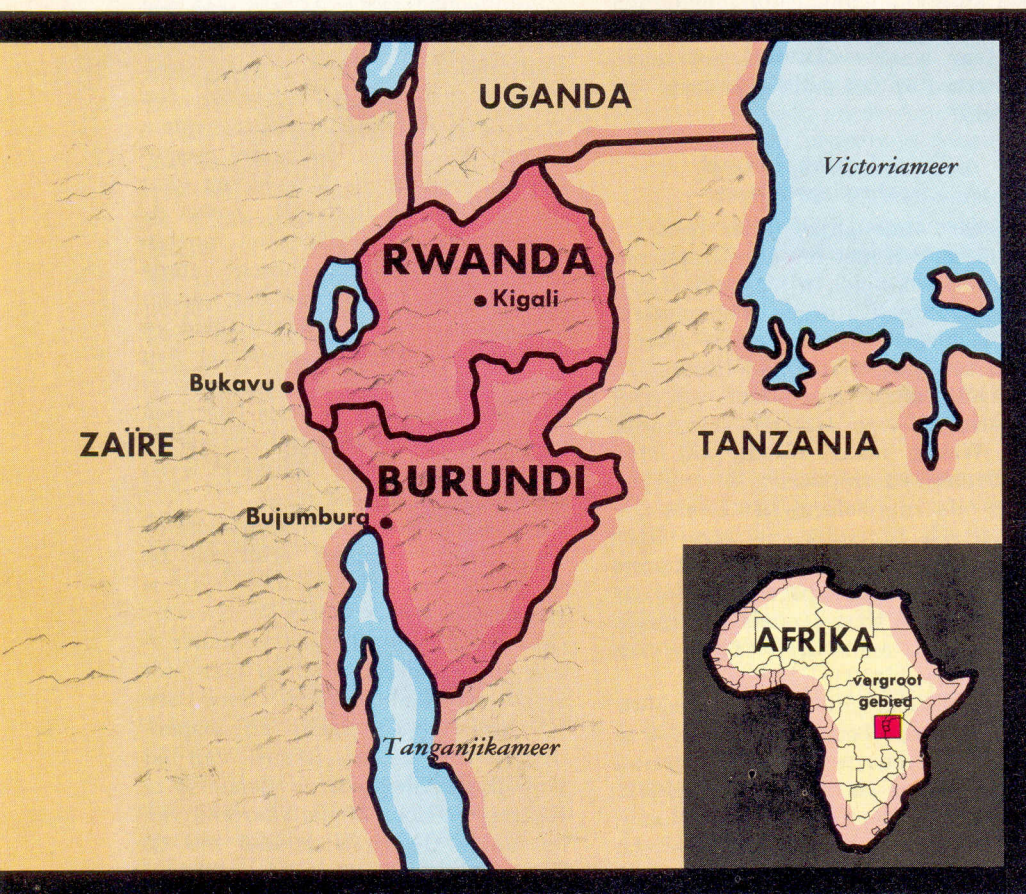 UGANDA
Victoriameer
RWANDA
Kigali
Bukavu
ZAÏRE
TANZANIA
BURUNDI
Bujumbura
AFRIKA
vergroot
gebied
Tanganjikameer